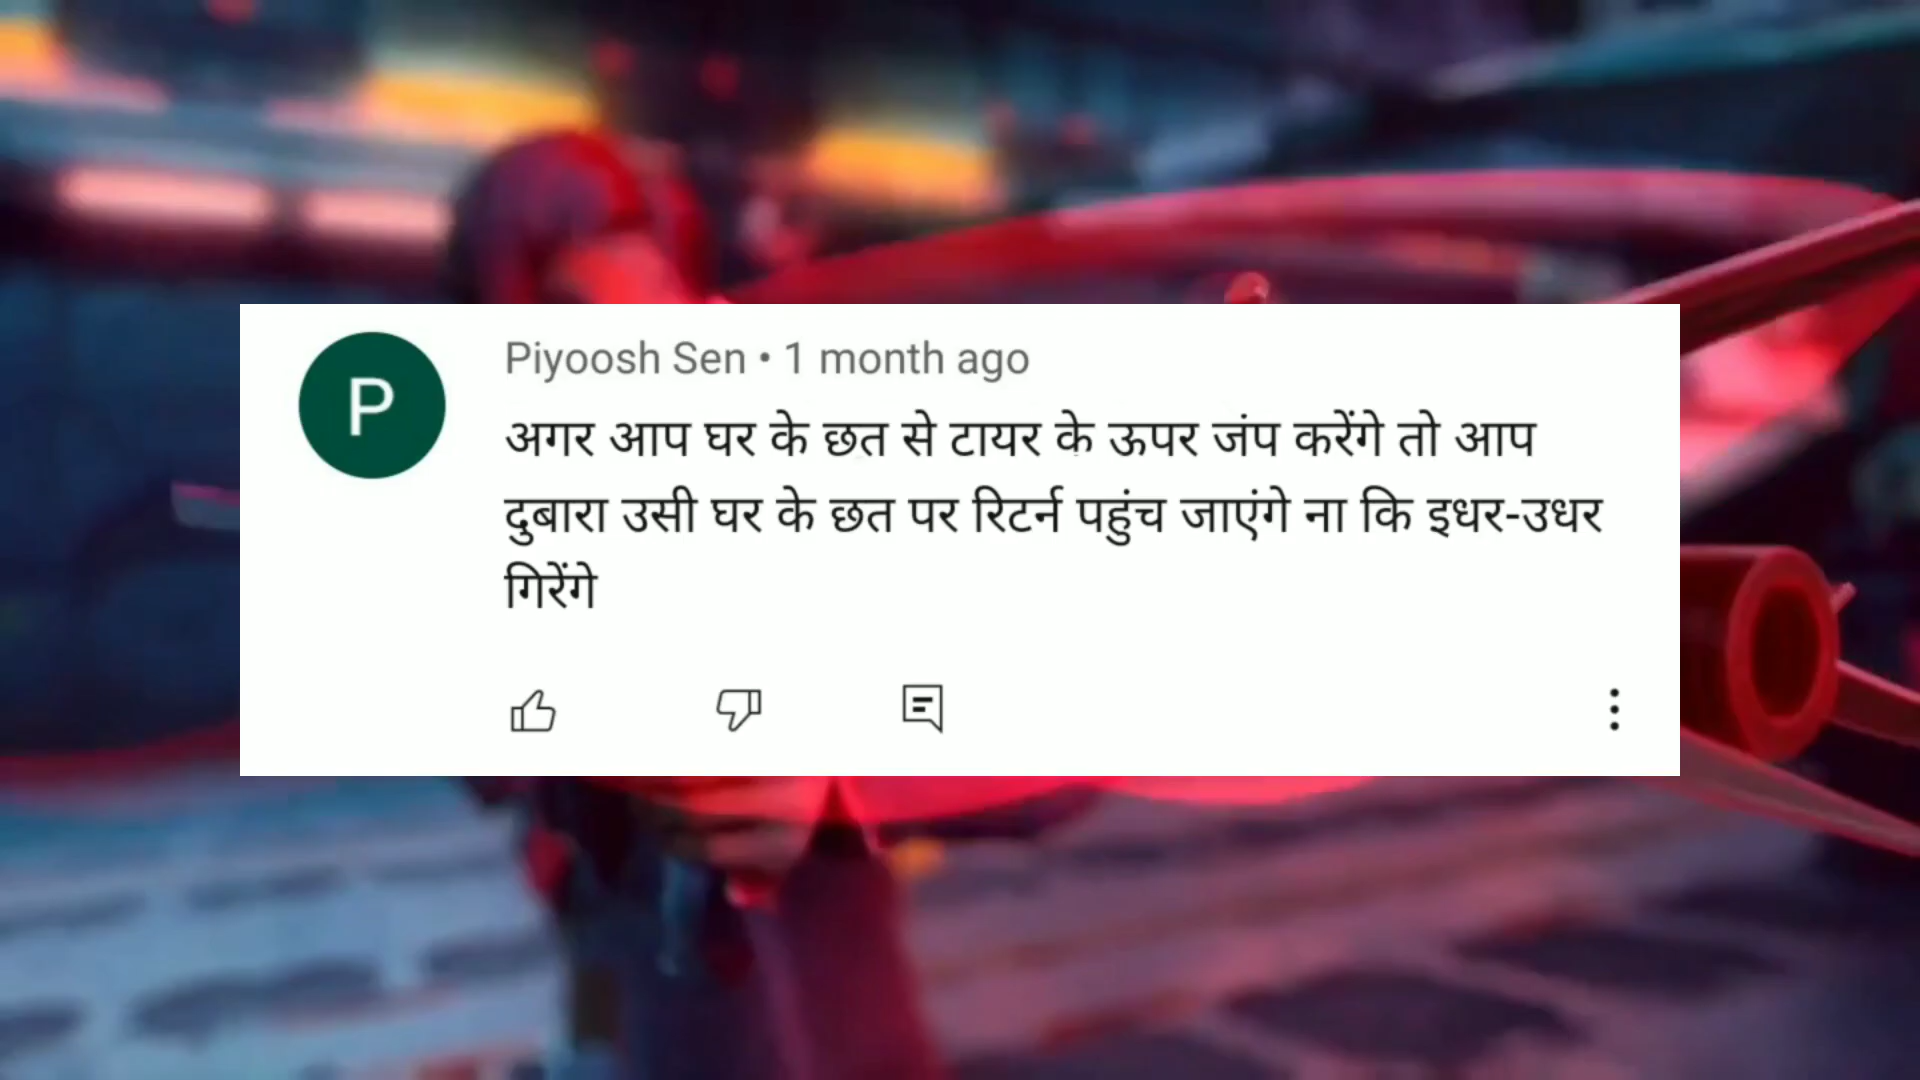 P
Piyoosh Sen • 1 month ago
अगर आप घर के छत से टायर के ऊपर जंप करेंगे तो आप
दुबारा उसी घर के छत पर रिटर्न पहुंच जाएंगे ना कि इधर-उधर
गिरेंगे